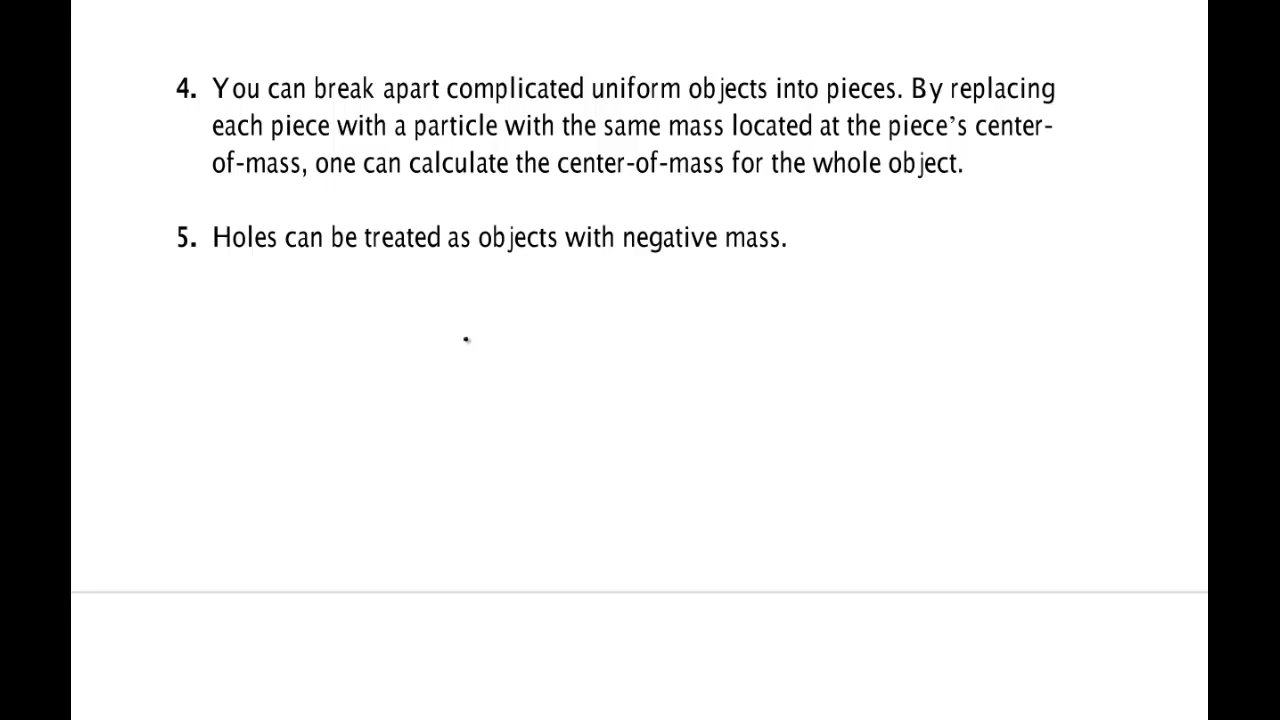 4. You can break apart complicated uniform objects into pieces. By replacing
each piece with a particle with the same mass located at the piece's center-
of-mass, one can calculate the center-of-mass for the whole object.
5. Holes can be treated as objects with negative mass.